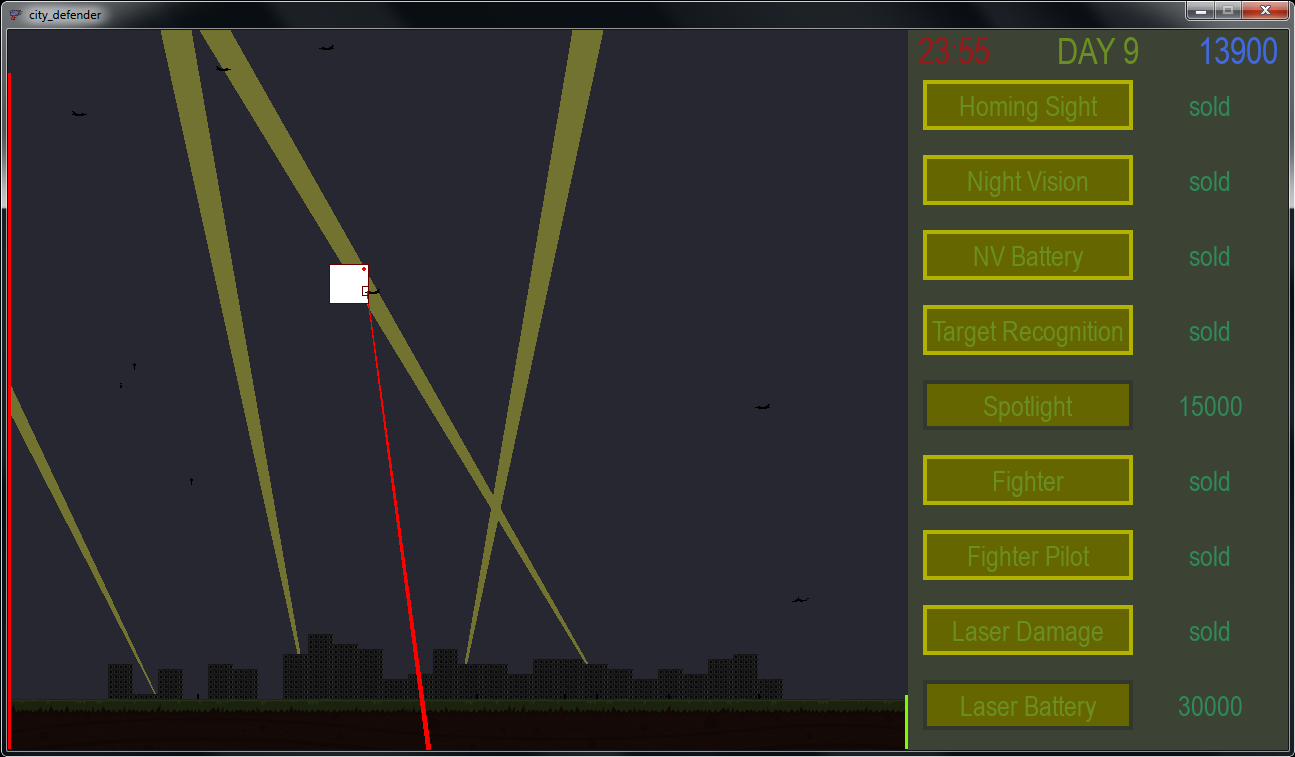 city_defender
23:55 DAY 9 13900
Homing Sight sold
Night Vision sold
NV Battery sold
Target Recognition sold
Spotlight 15000
Fighter sold
Fighter Pilot sold
Laser Damage sold
Laser Battery 30000